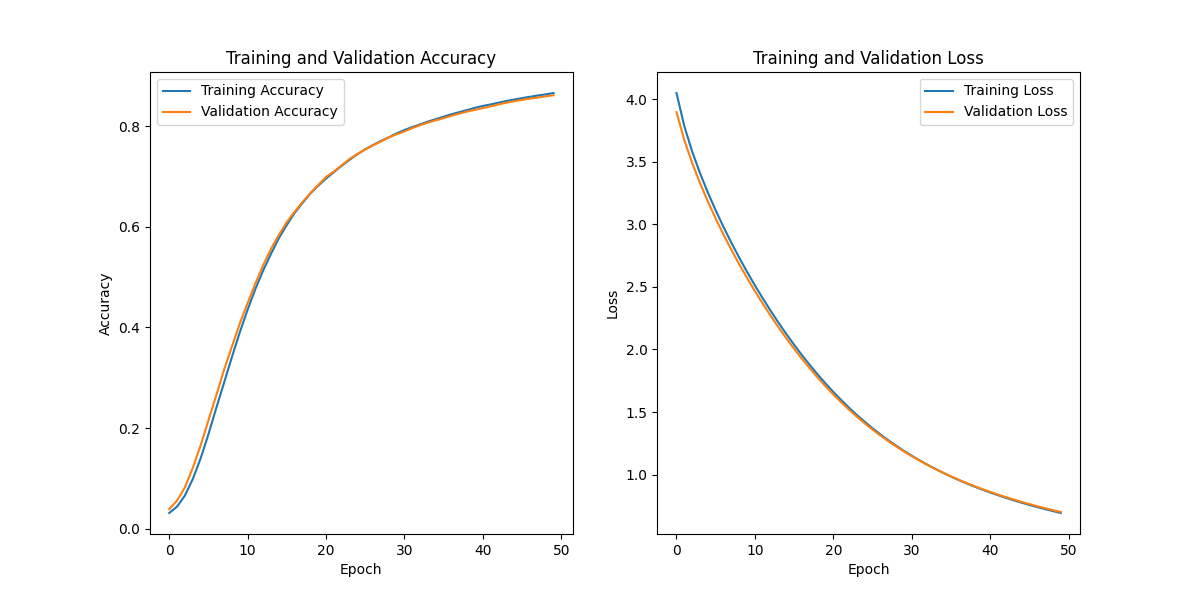 Training and Validation Accuracy
Training Accuracy
Validation Accuracy
0.8
0.6
0.4
0.2
0.0
Accuracy
0 10 20 30 40 50
Epoch
Training and Validation Loss
Training Loss
Validation Loss
4.0
3.5
3.0
2.5
2.0
1.5
1.0
Loss
0 10 20 30 40 50
Epoch